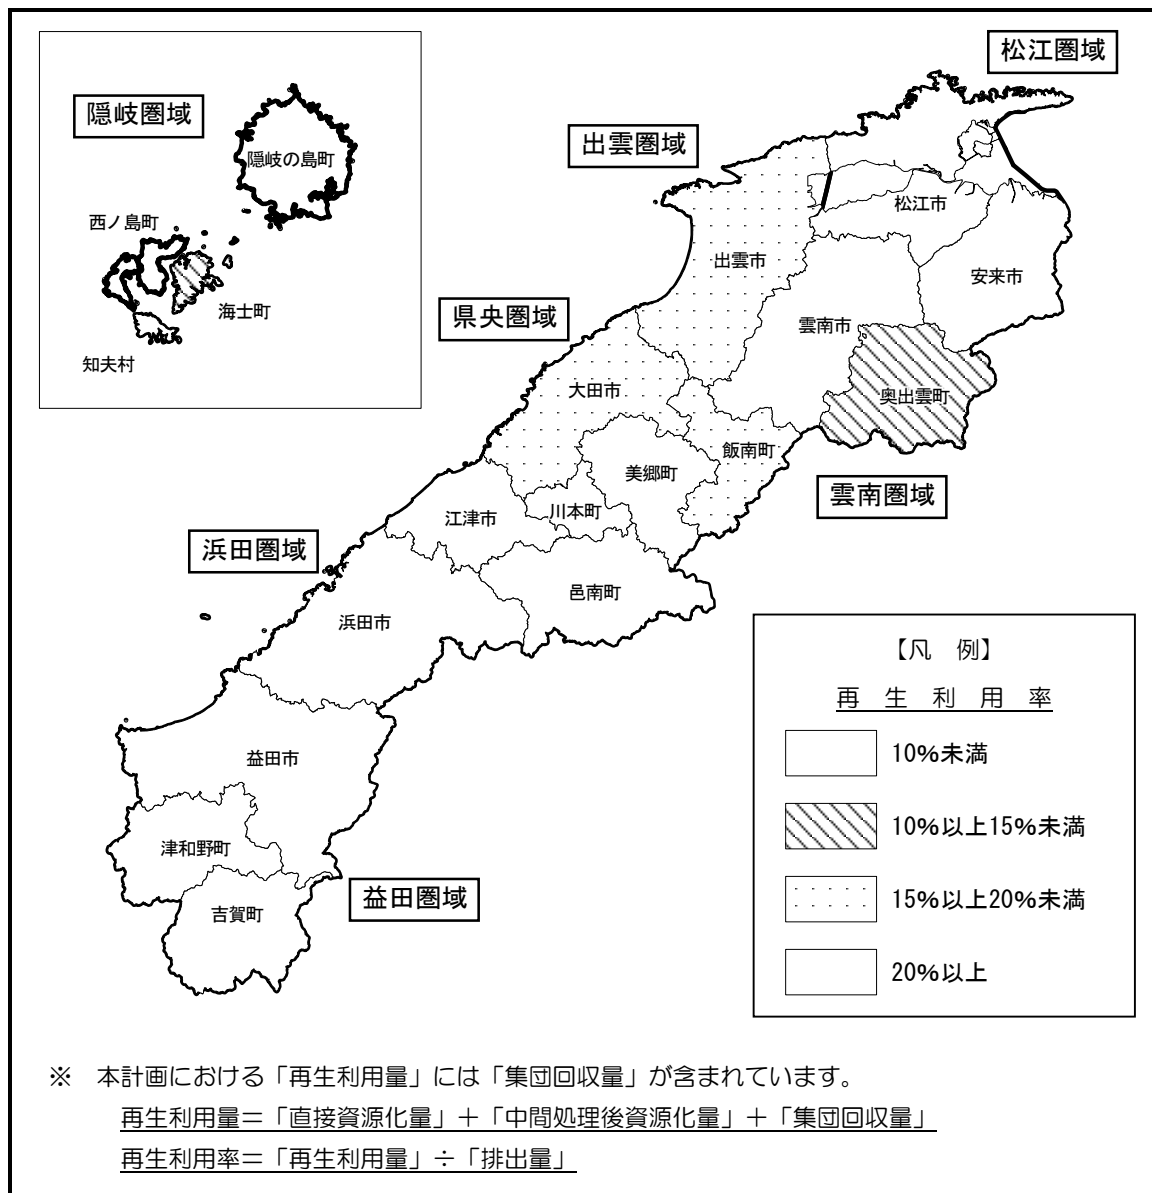 松江圏域
隠岐圏域
出雲圏域
隠岐の島町
西ノ島町
松江市
出雲市
安来市
海士町
県央圏域
雲南市
知夫村
大田市
奥出雲町
飯南町
美郷町
雲南圏域
川本町
江津市
浜田圏域
邑南町
浜田市
【凡 例】
再 生 利 用 率
10%未満
益田市
10%以上15%未満
津和野町
益田圏域
15%以上20%未満
吉賀町
20%以上
※ 本計画における「再生利用量」には「集団回収量」が含まれています。
再生利用量＝「直接資源化量」＋「中間処理後資源化量」＋「集団回収量」
再生利用率＝「再生利用量」÷「排出量」